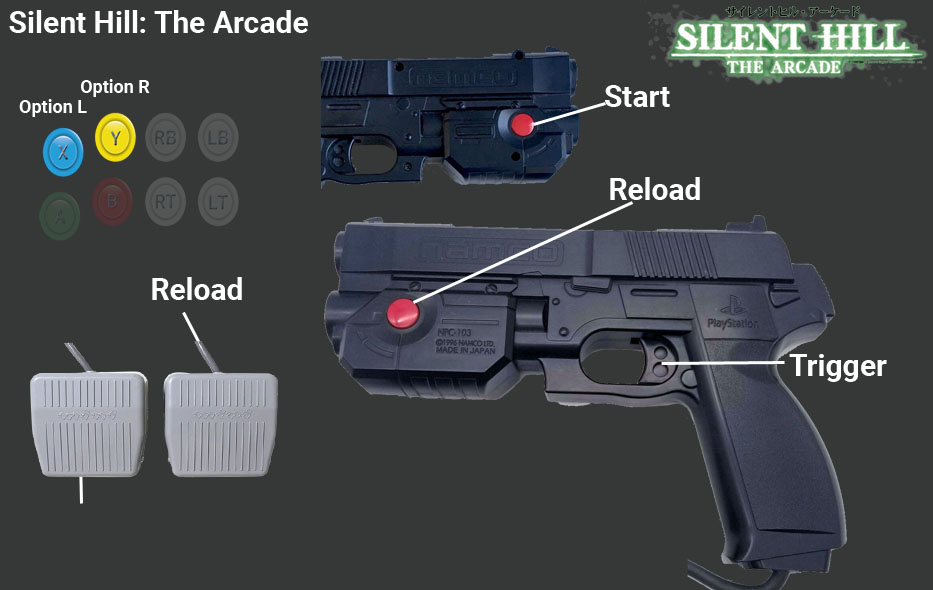 Silent Hill: The Arcade
サイレントヒル・アーケード
SILENT HILL
THE ARCADE
Option R
Option L
X
Y
RB
LB
A
B
RT
LT
namco
Start
Reload
namco
NPC-103
©1996 NAMCO LTD.
MADE IN JAPAN
PlayStation
Trigger
Reload